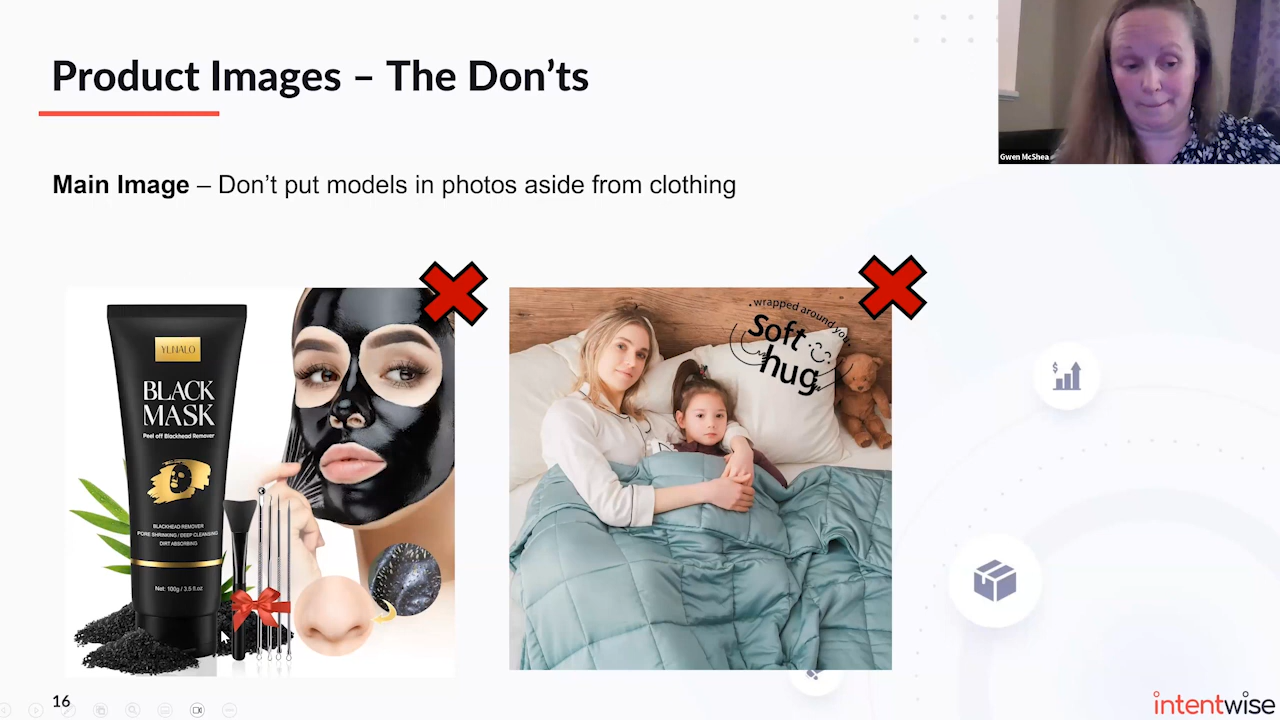 Product Images – The Don’ts
Gwen McShea
Main Image – Don’t put models in photos aside from clothing
YLNALO
BLACK
MASK
Peel off Blackhead Remover
BLACKHEAD REMOVER
PORE SHRINKING / DEEP CLEANSING
DIRT ABSORBING
Net: 100g / 3.5 fl.oz
wrapped around you
Soft
hug
16
intentwise